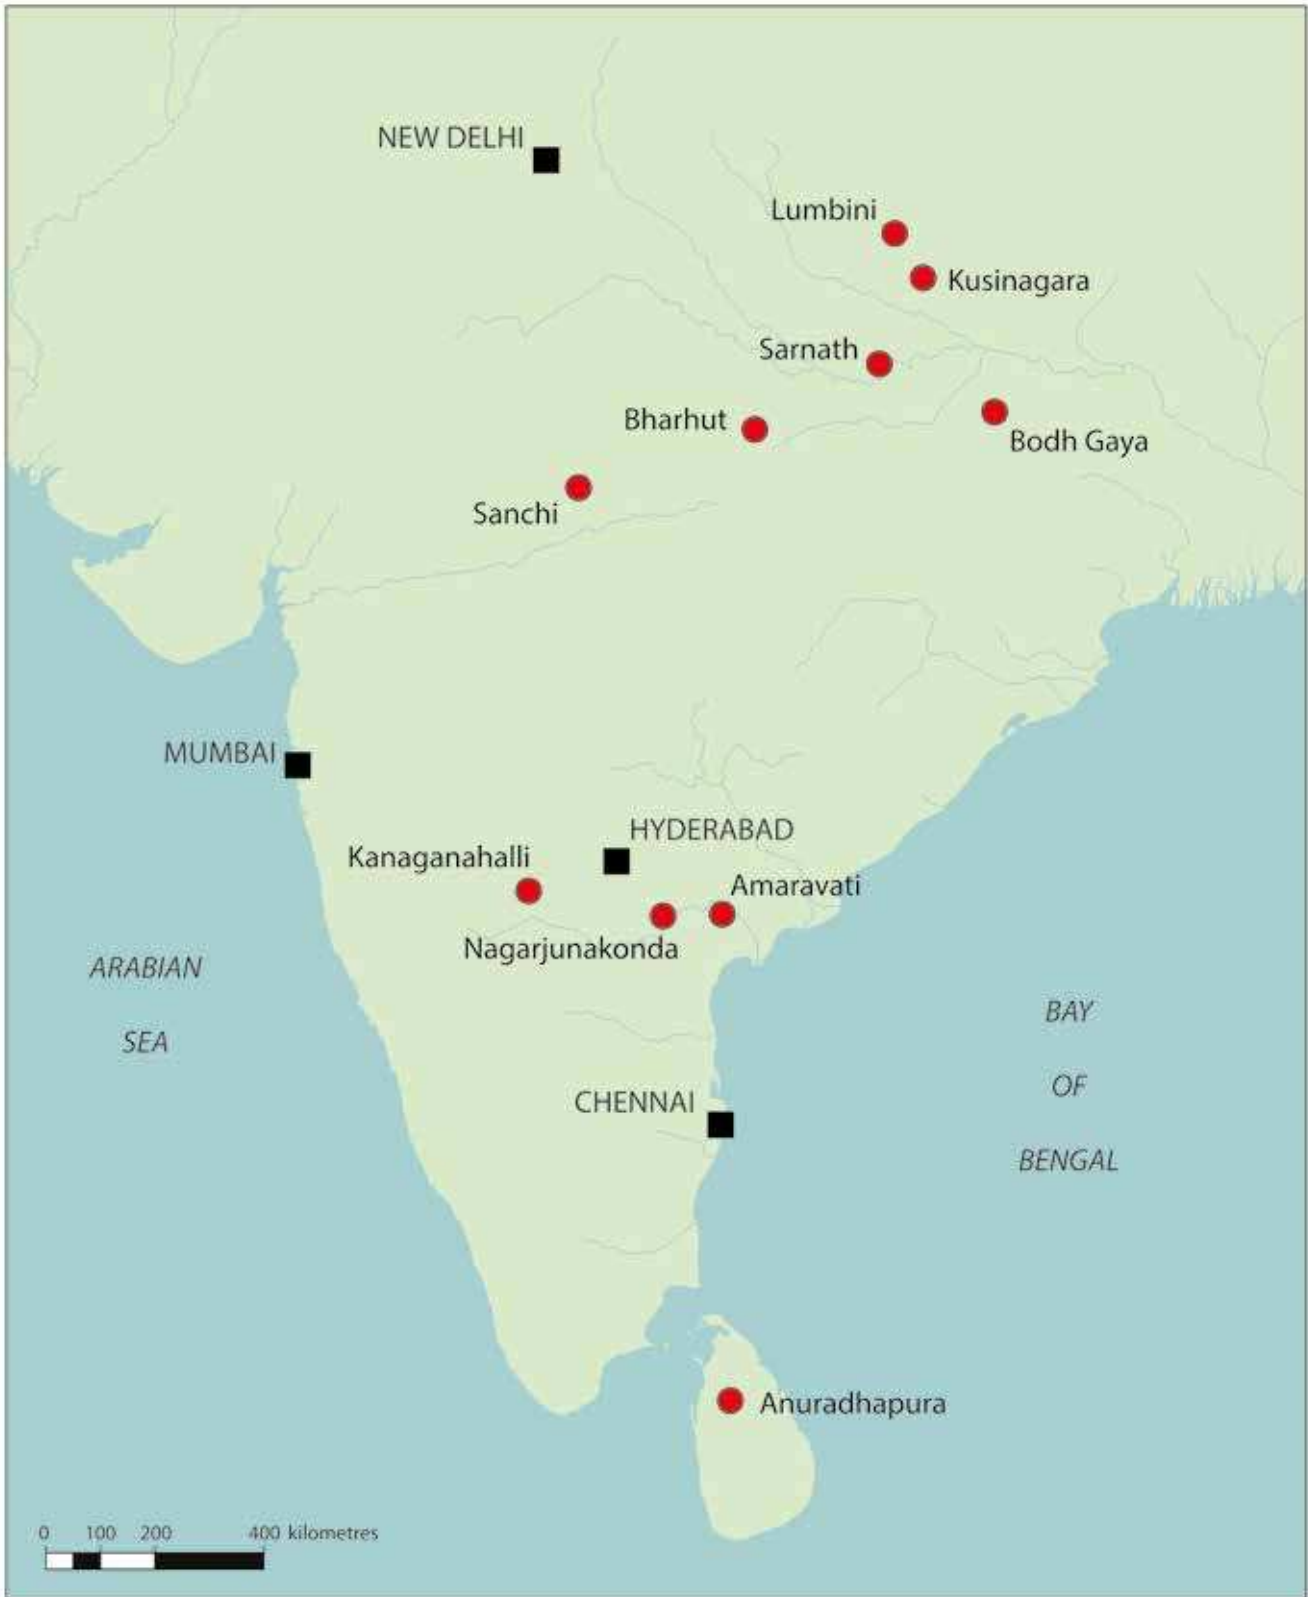 NEW DELHI
Lumbini
Kusinagara
Sarnath
Bharhut
Bodh Gaya
Sanchi
MUMBAI
HYDERABAD
Kanaganahalli
Amaravati
Nagarjunakonda
ARABIAN
SEA
BAY
OF
BENGAL
CHENNAI
Anuradhapura
0 100 200 400 kilometres